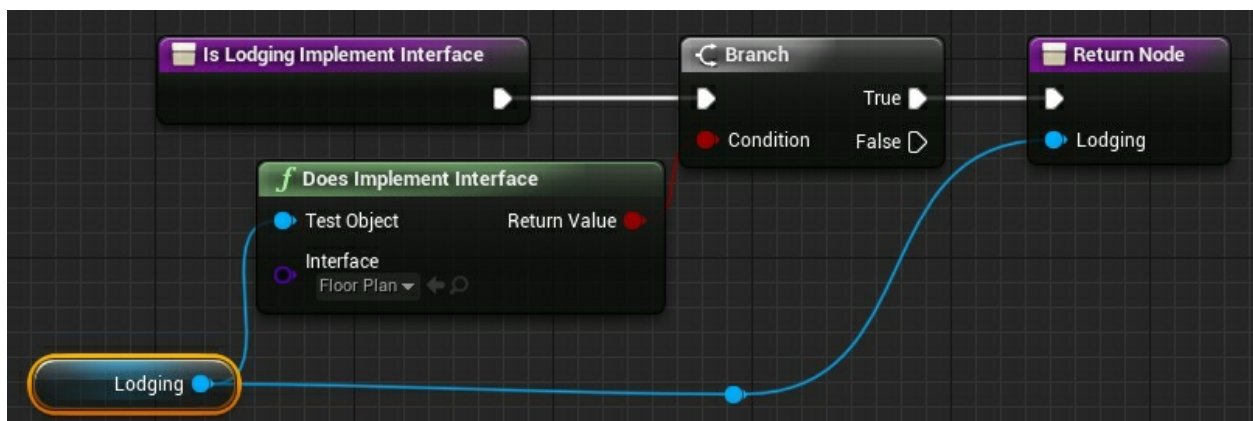 Is Lodging Implement Interface
Branch
Return Node
True
Condition
False
Lodging
f Does Implement Interface
Test Object
Return Value
Interface
Floor Plan
Lodging